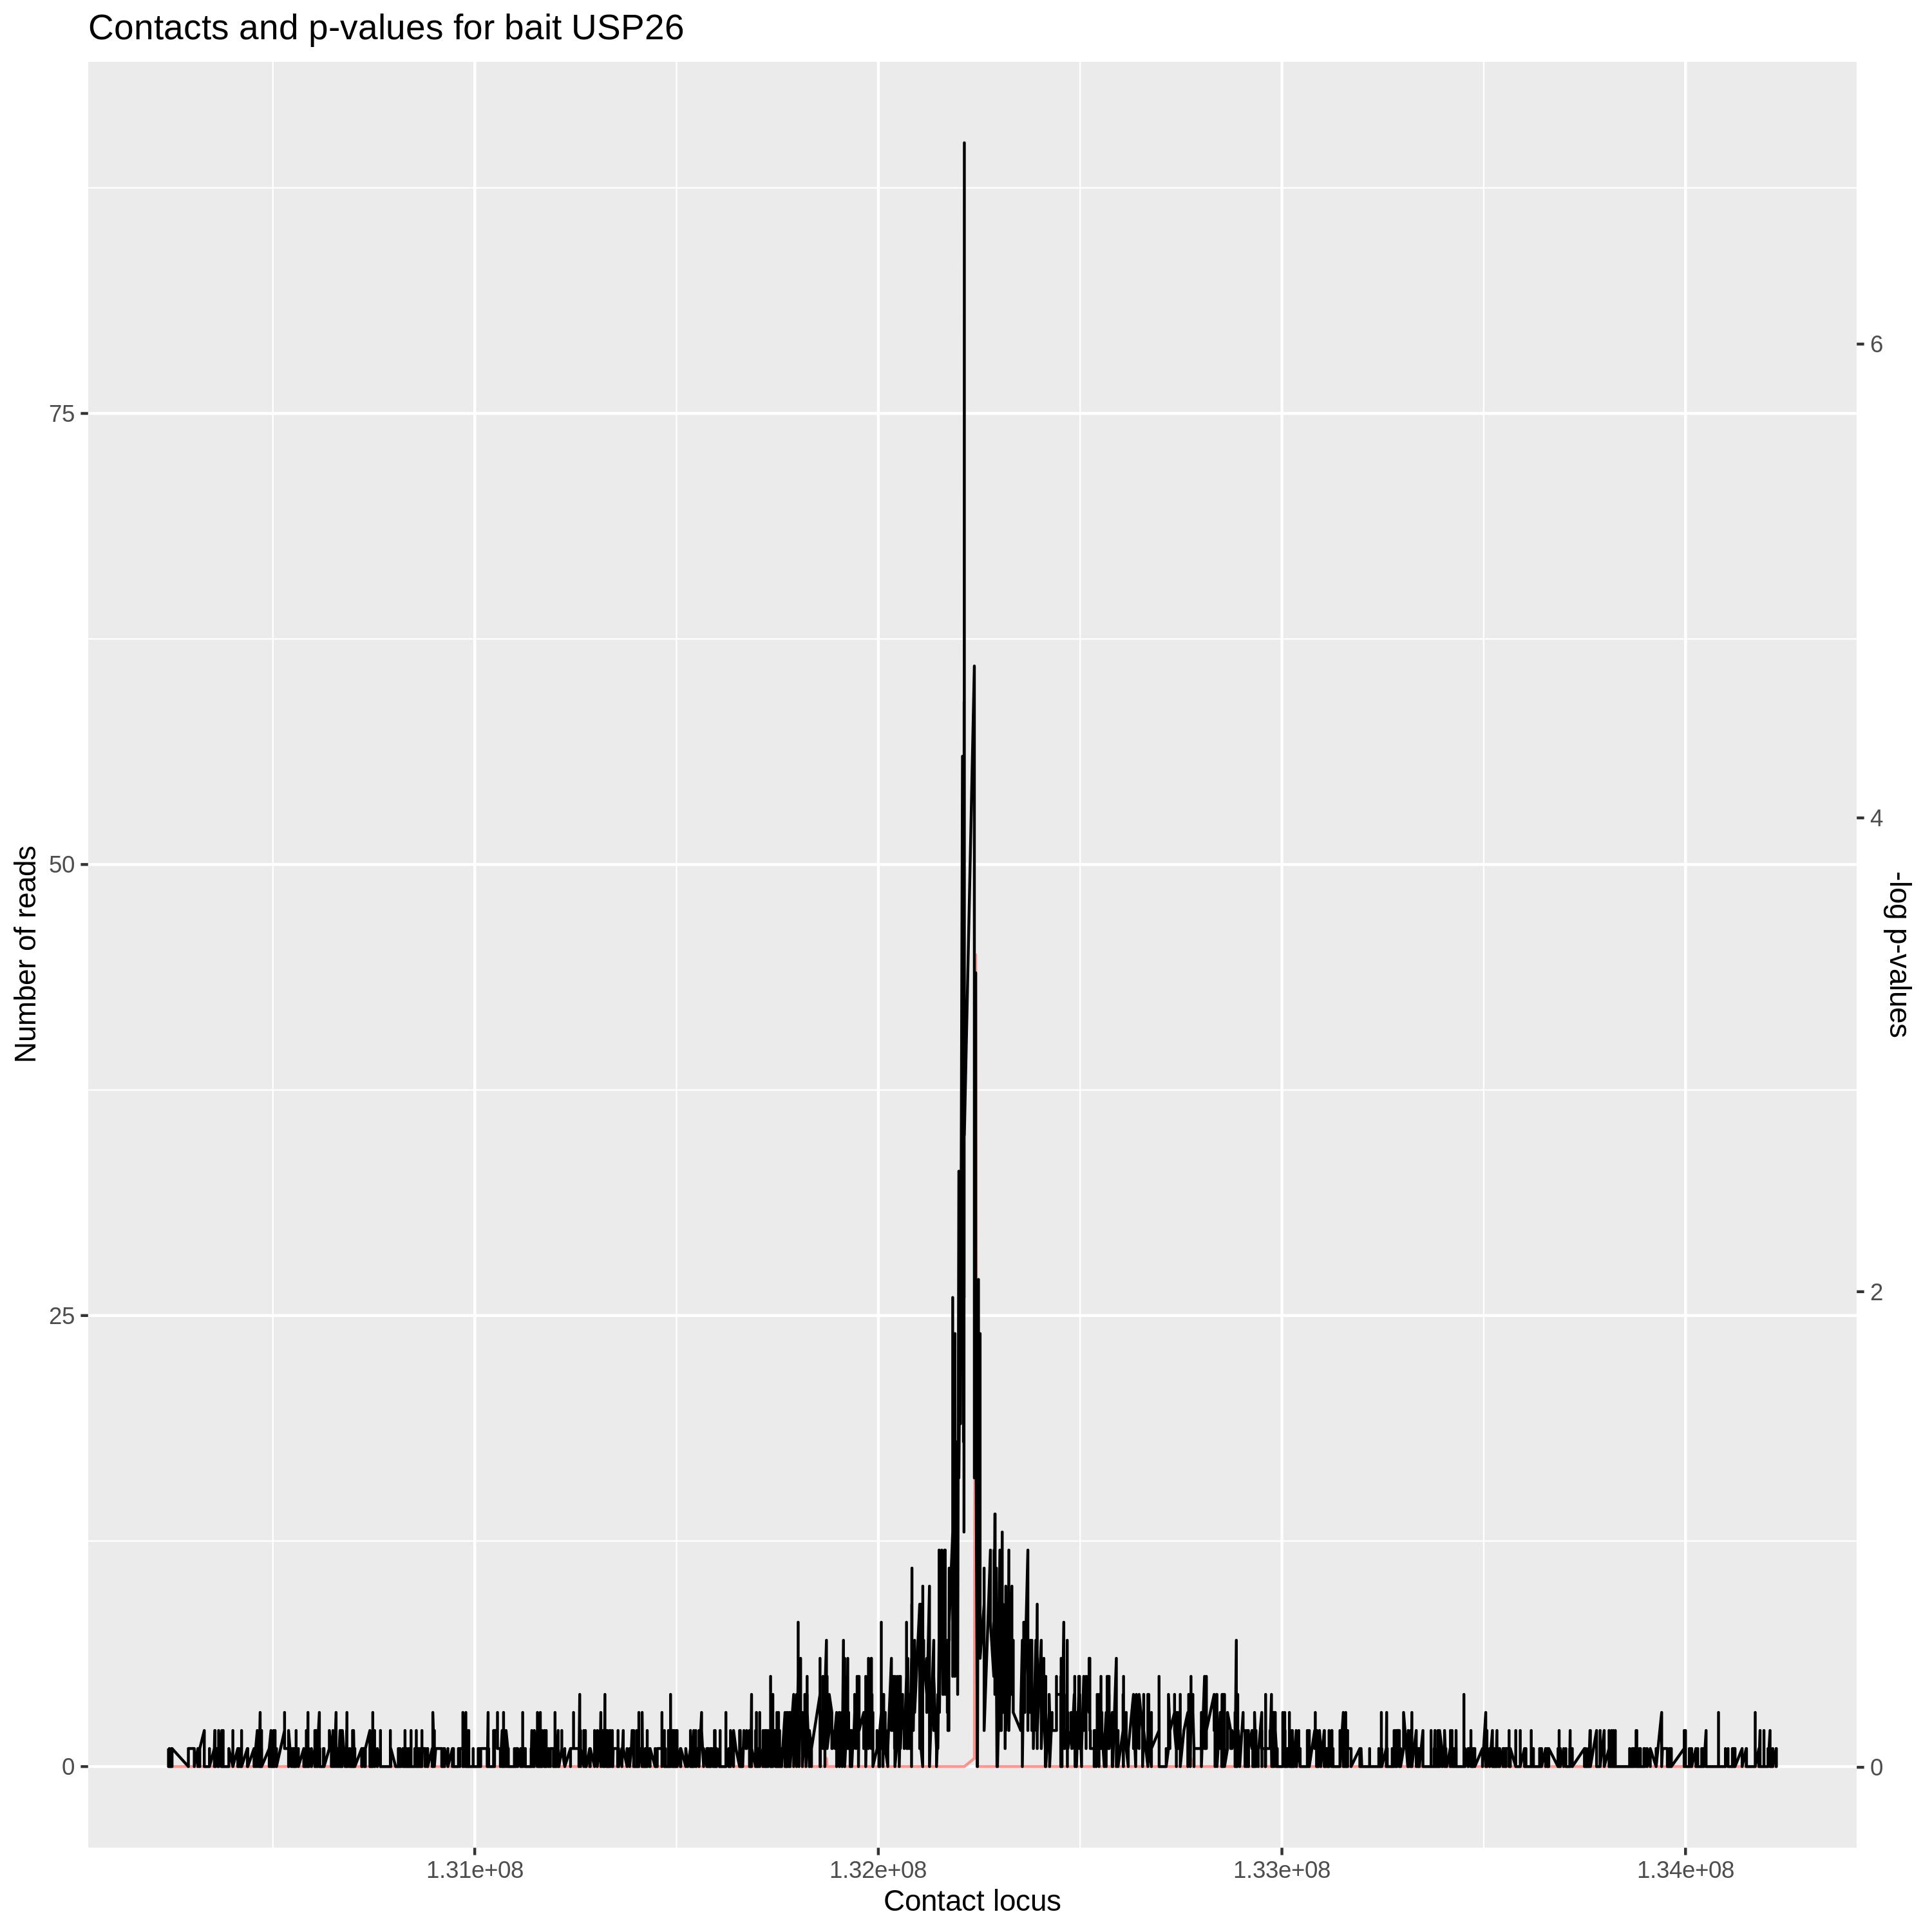 Contacts and p-values for bait USP26
Number of reads
75
50
25
0
6
4
2
0
-log p-values
1.31e+08 1.32e+08 1.33e+08 1.34e+08
Contact locus